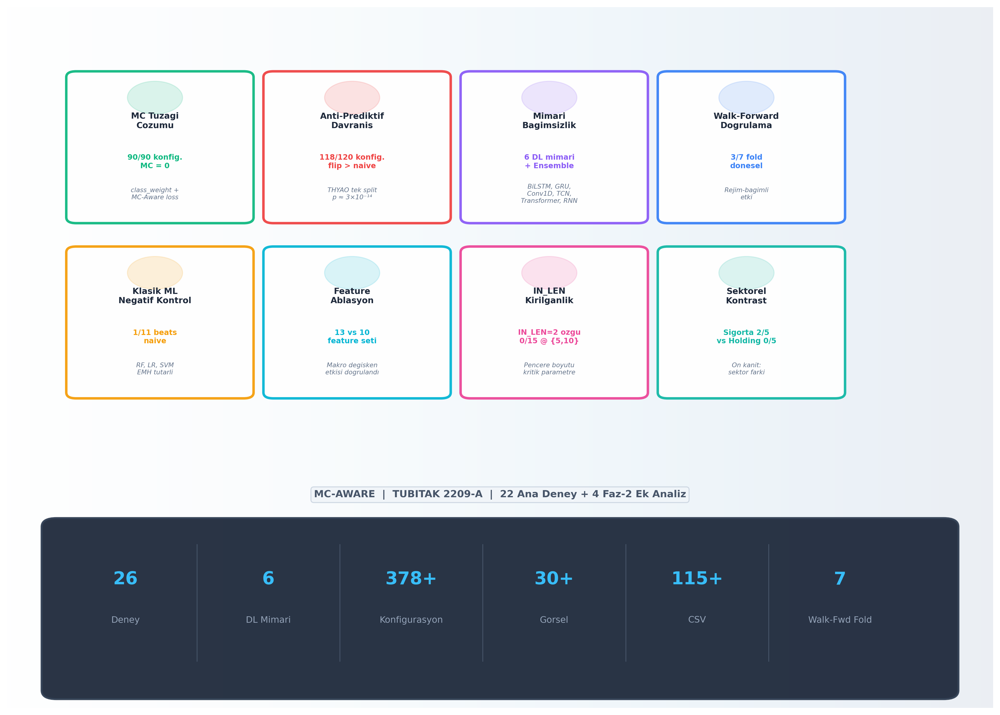 MC Tuzagi
Cozumu
90/90 konfig.
MC = 0
class_weight +
MC-Aware loss
Anti-Prediktif
Davranis
118/120 konfig.
flip > naive
THYAO tek split
p ≈ 3×10⁻¹⁴
Mimari
Bagimsizlik
6 DL mimari
+ Ensemble
BiLSTM, GRU,
Conv1D, TCN,
Transformer, RNN
Walk-Forward
Dogrulama
3/7 fold
donesel
Rejim-bagimli
etki
Klasik ML
Negatif Kontrol
1/11 beats
naive
RF, LR, SVM
EMH tutarli
Feature
Ablasyon
13 vs 10
feature seti
Makro degisken
etkisi dogrulandı
IN_LEN
Kirilganlik
IN_LEN=2 ozgu
0/15 @ {5,10}
Pencere boyutu
kritik parametre
Sektorel
Kontrast
Sigorta 2/5
vs Holding 0/5
On kanit:
sektor farki
MC-AWARE | TUBITAK 2209-A | 22 Ana Deney + 4 Faz-2 Ek Analiz
26
Deney
6
DL Mimari
378+
Konfigurasyon
30+
Gorsel
115+
CSV
7
Walk-Fwd Fold